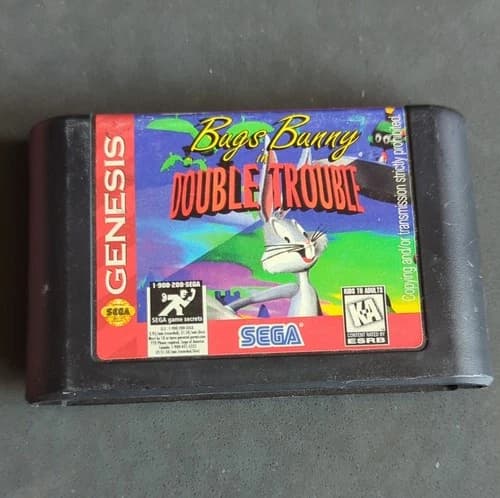 GENESIS
SEGA
Bugs Bunny
in
DOUBLE TROUBLE
1-900-200-SEGA
SEGA game secrets
SEGA
KIDS TO ADULTS
K-A
CONTENT RATED BY
ESRB
Copying and/or transmission strictly prohibited.